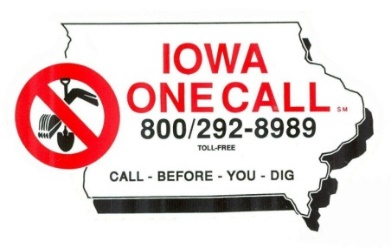 IOWA
ONE CALL SM
800/292-8989
TOLL-FREE
CALL - BEFORE - YOU - DIG